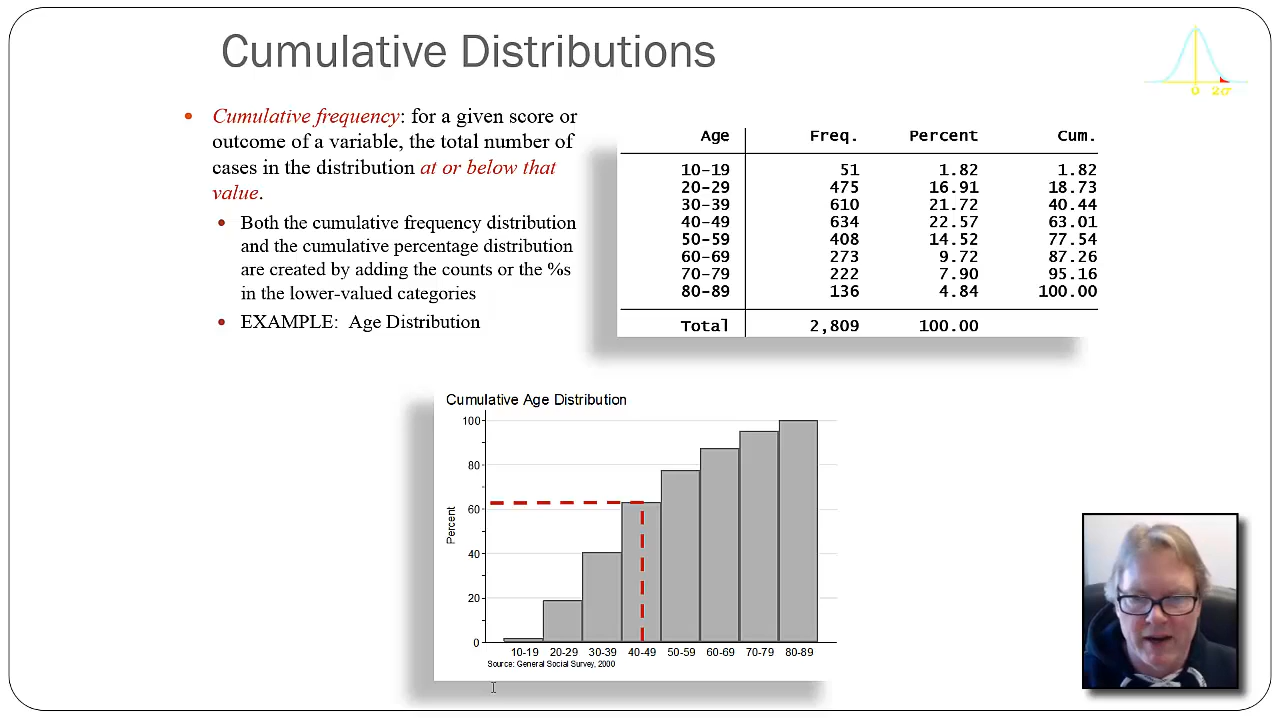 Cumulative Distributions
0 2σ
• Cumulative frequency: for a given score or
outcome of a variable, the total number of
cases in the distribution at or below that
value.
• Both the cumulative frequency distribution
and the cumulative percentage distribution
are created by adding the counts or the %s
in the lower-valued categories
• EXAMPLE: Age Distribution
Age Freq. Percent Cum.
10-19 51 1.82 1.82
20-29 475 16.91 18.73
30-39 610 21.72 40.44
40-49 634 22.57 63.01
50-59 408 14.52 77.54
60-69 273 9.72 87.26
70-79 222 7.90 95.16
80-89 136 4.84 100.00
Total 2,809 100.00
Cumulative Age Distribution
Percent
100
80
60
40
20
0
10-19 20-29 30-39 40-49 50-59 60-69 70-79 80-89
Source: General Social Survey, 2000